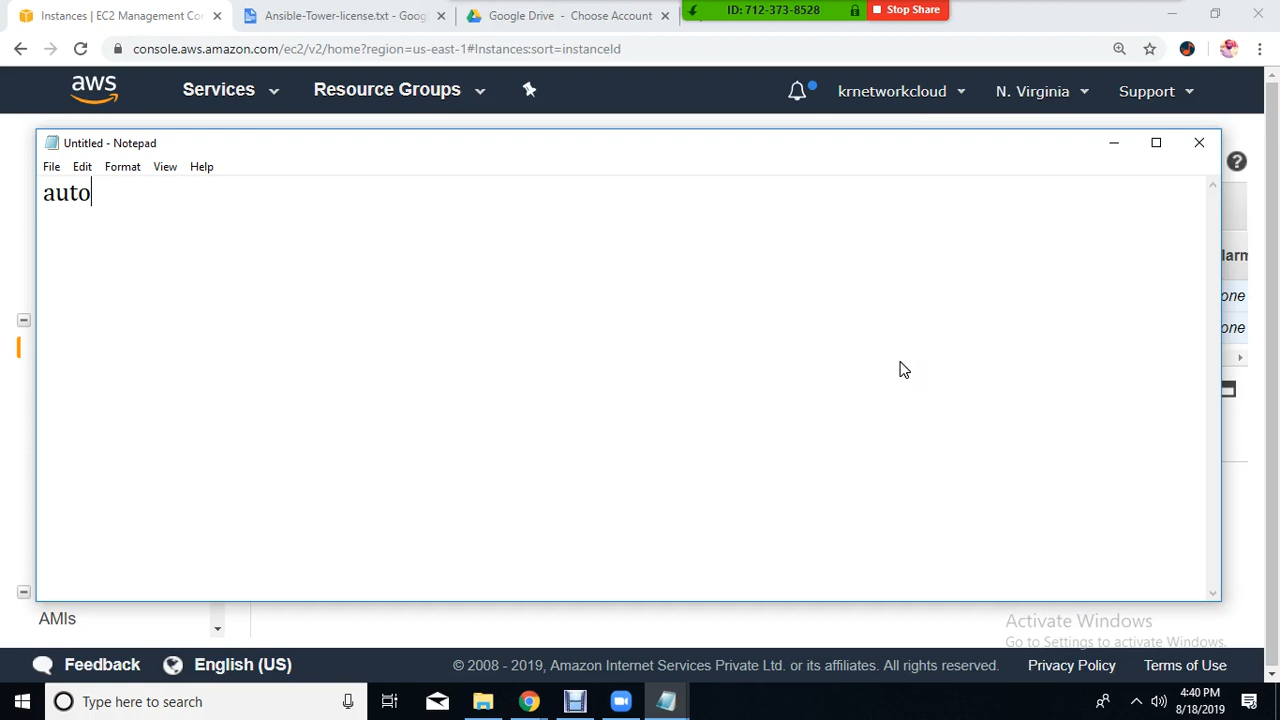 Instances | EC2 Management Con
Ansible-Tower-license.txt - Goog
Google Drive - Choose Account
ID: 712-373-8528
Stop Share
console.aws.amazon.com/ec2/v2/home?region=us-east-1#Instances:sort=instanceId
aws
Services
Resource Groups
krnetworkcloud
N. Virginia
Support
Untitled - Notepad
File Edit Format View Help
auto
larm
one
one
AMIs
Activate Windows
Go to Settings to activate Windows.
Feedback
English (US)
© 2008 - 2019, Amazon Internet Services Private Ltd. or its affiliates. All rights reserved.
Privacy Policy
Terms of Use
Type here to search
4:40 PM
8/18/2019